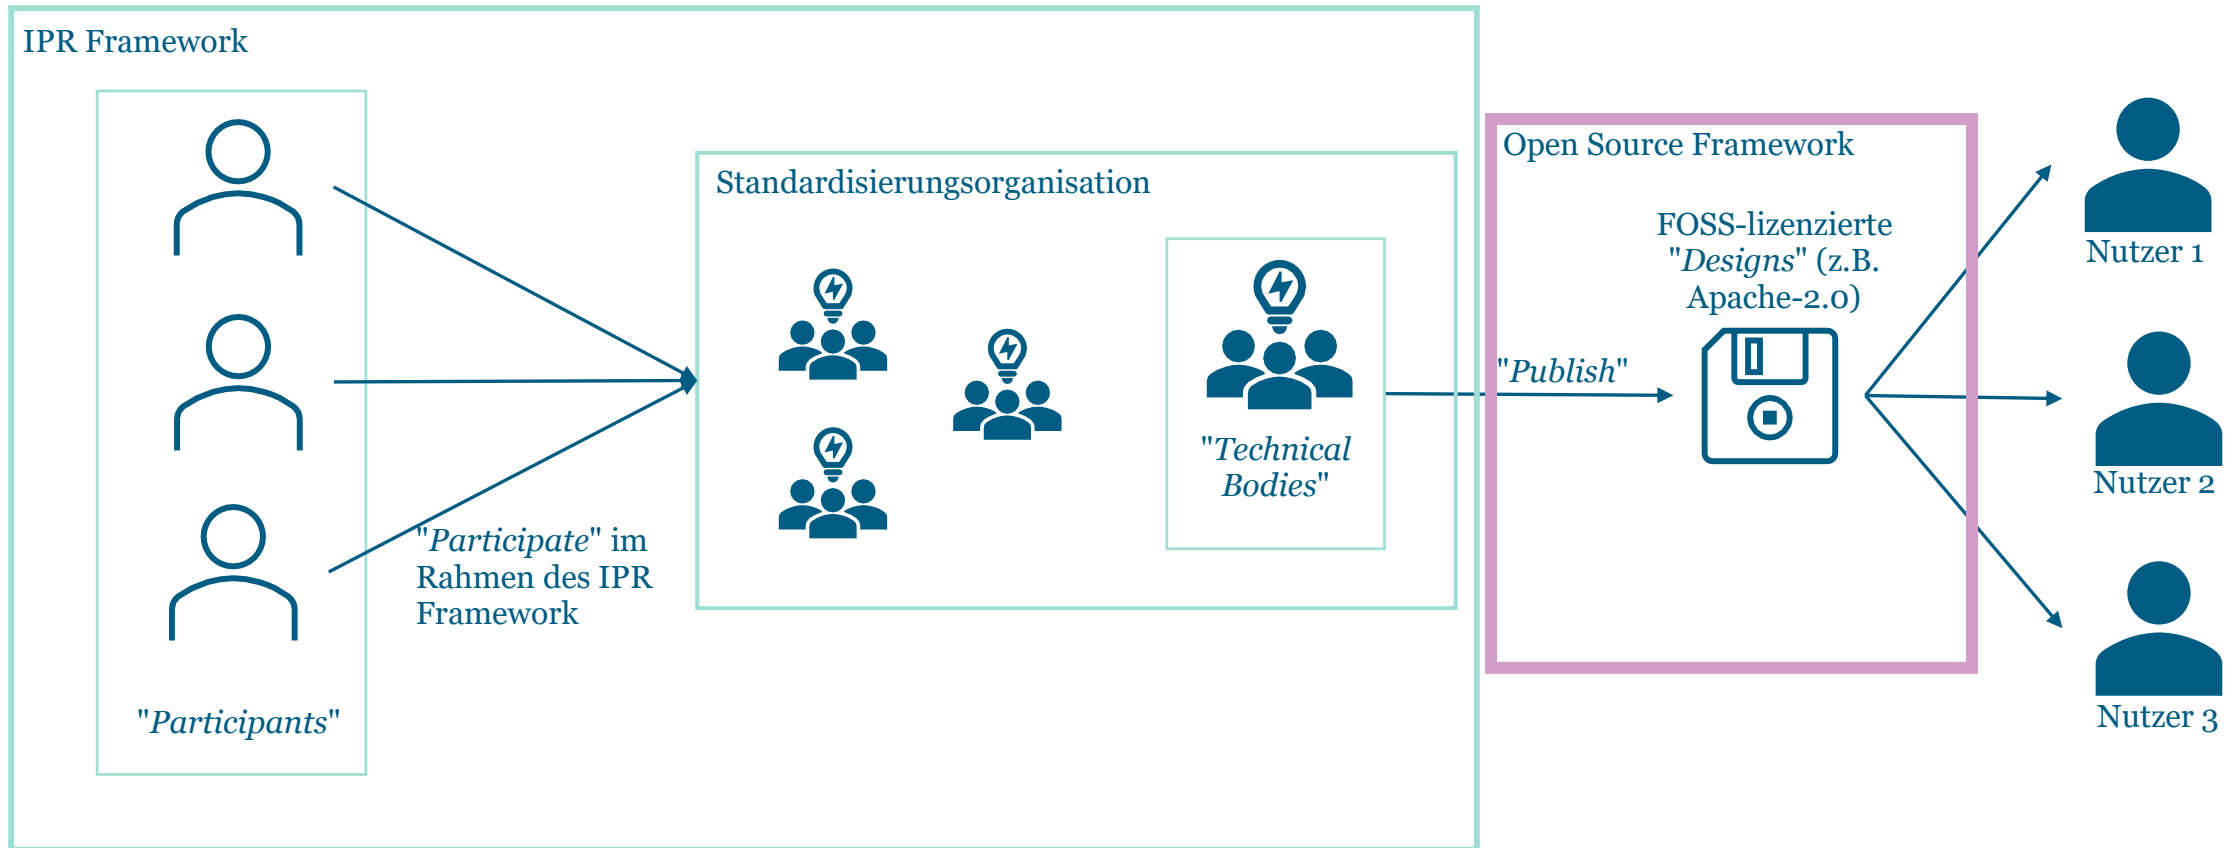 IPR Framework
"Participants"
"Participate" im
Rahmen des IPR
Framework
Standardisierungsorganisation
"Technical
Bodies"
"Publish"
Open Source Framework
FOSS-lizenzierte
"Designs" (z.B.
Apache-2.0)
Nutzer 1
Nutzer 2
Nutzer 3